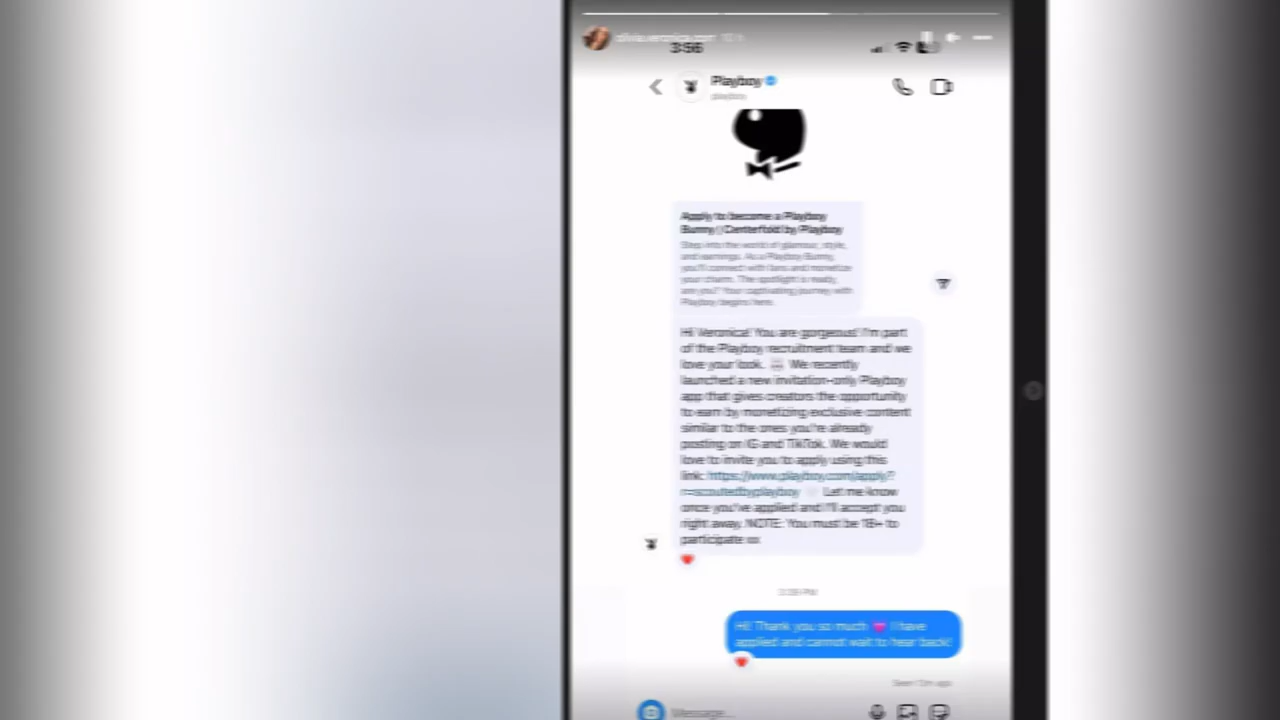 3:56
Playboy
playboy
Apply to become a Playboy
Bunny | Centerfold by Playboy
Step into the world of glamour, style,
and earnings. As a Playboy Bunny,
you'll connect with fans and monetize
your charm. The spotlight is ready,
are you? Your captivating journey with
Playboy begins here.
Hi Veronica! You are gorgeous! I'm part
of the Playboy recruitment team and we
love your look. We recently
launched a new invitation-only Playboy
app that gives creators the opportunity
to earn by monetizing exclusive content
similar to the ones you're already
posting on IG and TikTok. We would
love to invite you to apply using this
link: https://www.playboy.com/apply?
r=scoutedbyplayboy Let me know
once you've applied and I'll accept you
right away. NOTE: You must be 18+ to
participate xx
Hi! Thank you so much I have
applied and cannot wait to hear back!
Message...